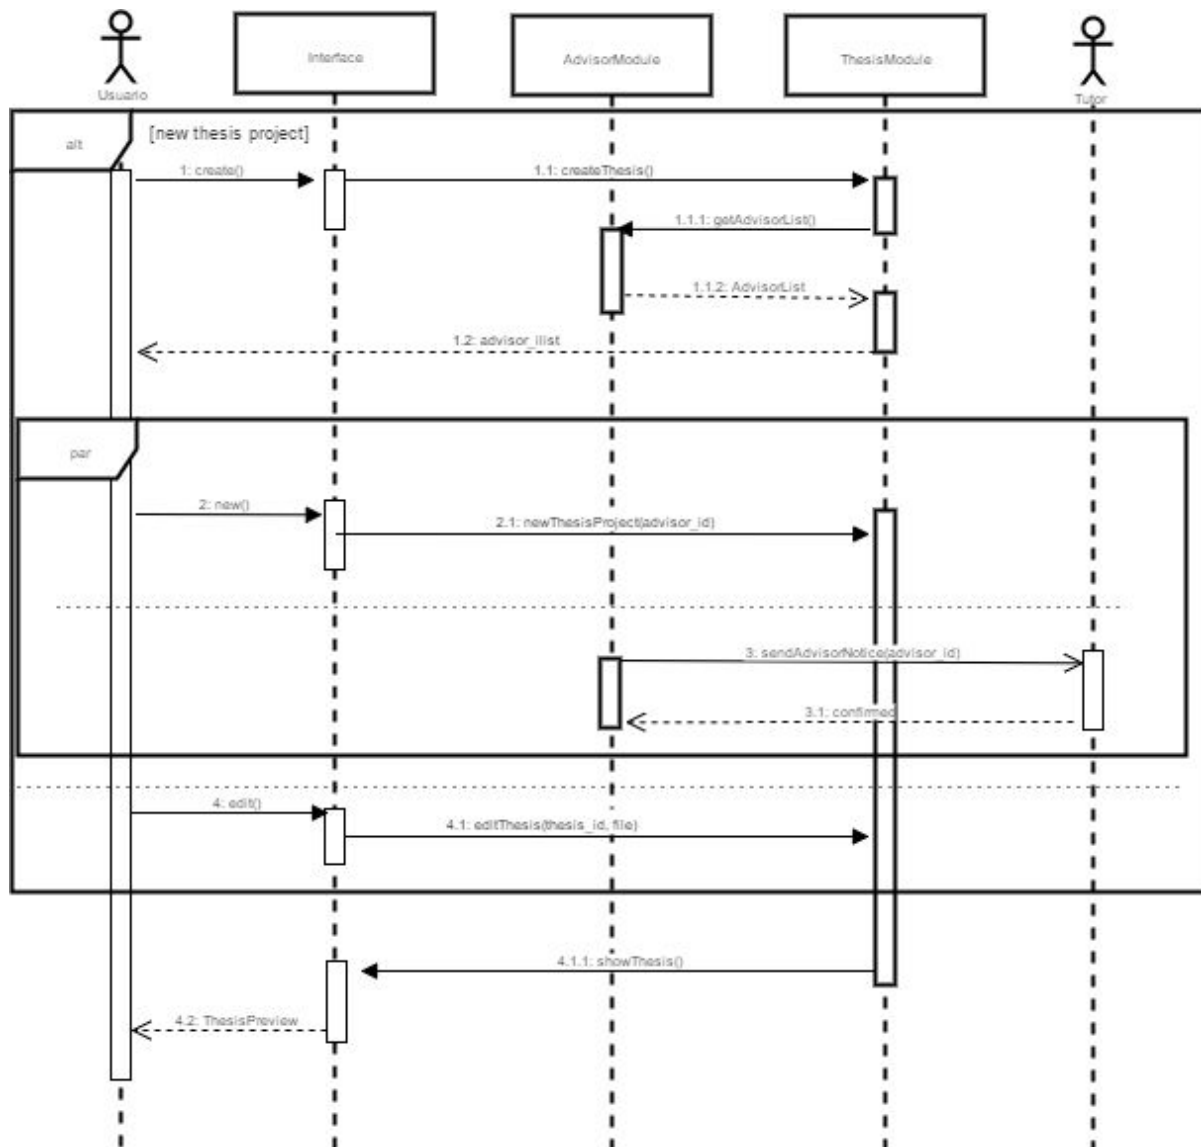 Interface
AdvisorModule
ThesisModule
Usuario
Tutor
alt
[new thesis project]
1: create()
1.1: createThesis()
1.1.1: getAdvisorList()
1.1.2: AdvisorList
1.2: advisor_ilist
par
2: new()
2.1: newThesisProject(advisor_id)
3: sendAdvisorNotice(advisor_id)
3.1: confirmed
4: edit()
4.1: editThesis(thesis_id, file)
4.1.1: showThesis()
4.2: ThesisPreview